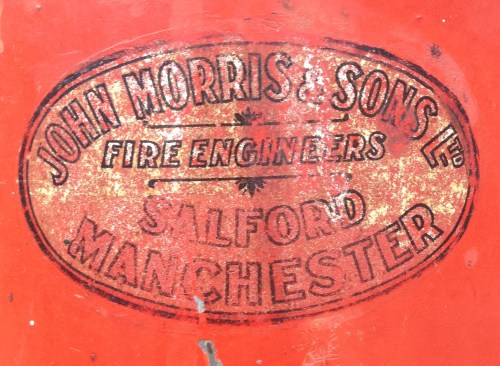 JOHN MORRIS & SONS LTD
FIRE ENGINEERS
SALFORD
MANCHESTER